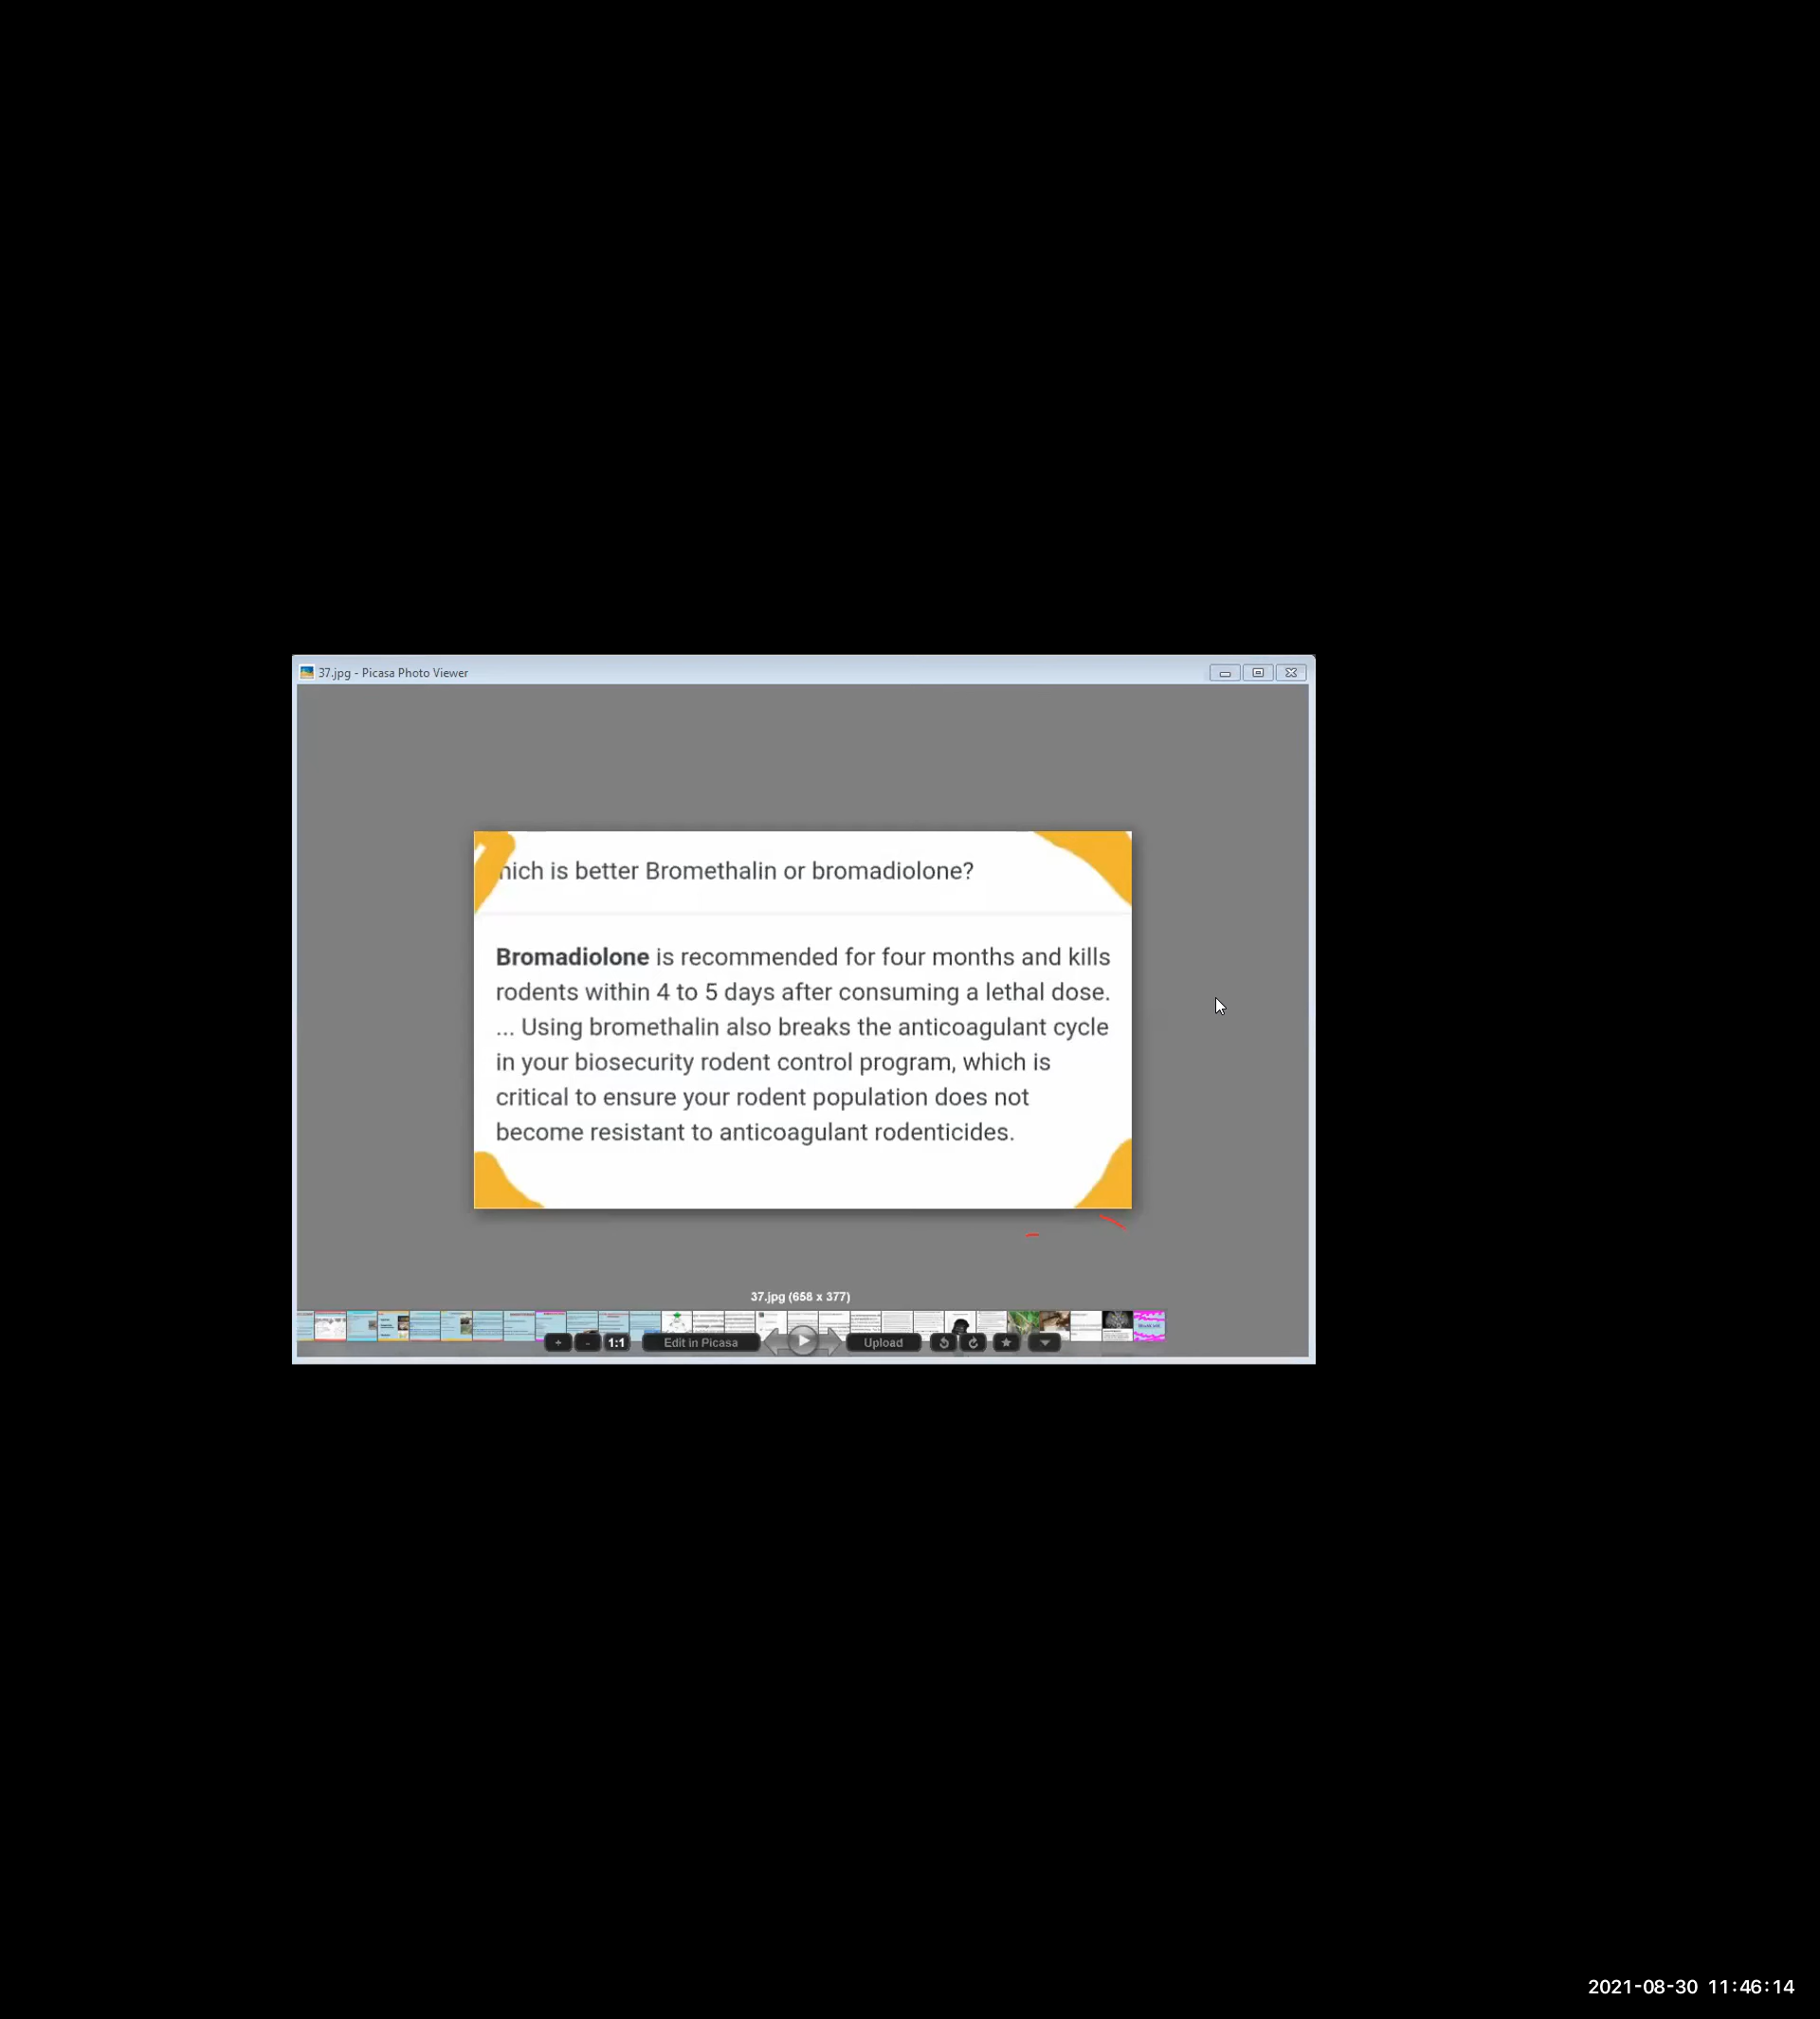 37.jpg - Picasa Photo Viewer
hich is better Bromethalin or bromadiolone?
Bromadiolone is recommended for four months and kills
rodents within 4 to 5 days after consuming a lethal dose.
... Using bromethalin also breaks the anticoagulant cycle
in your biosecurity rodent control program, which is
critical to ensure your rodent population does not
become resistant to anticoagulant rodenticides.
37.jpg (658 x 377)
+ - 1:1 Edit in Picasa Upload
2021-08-30 11:46:14